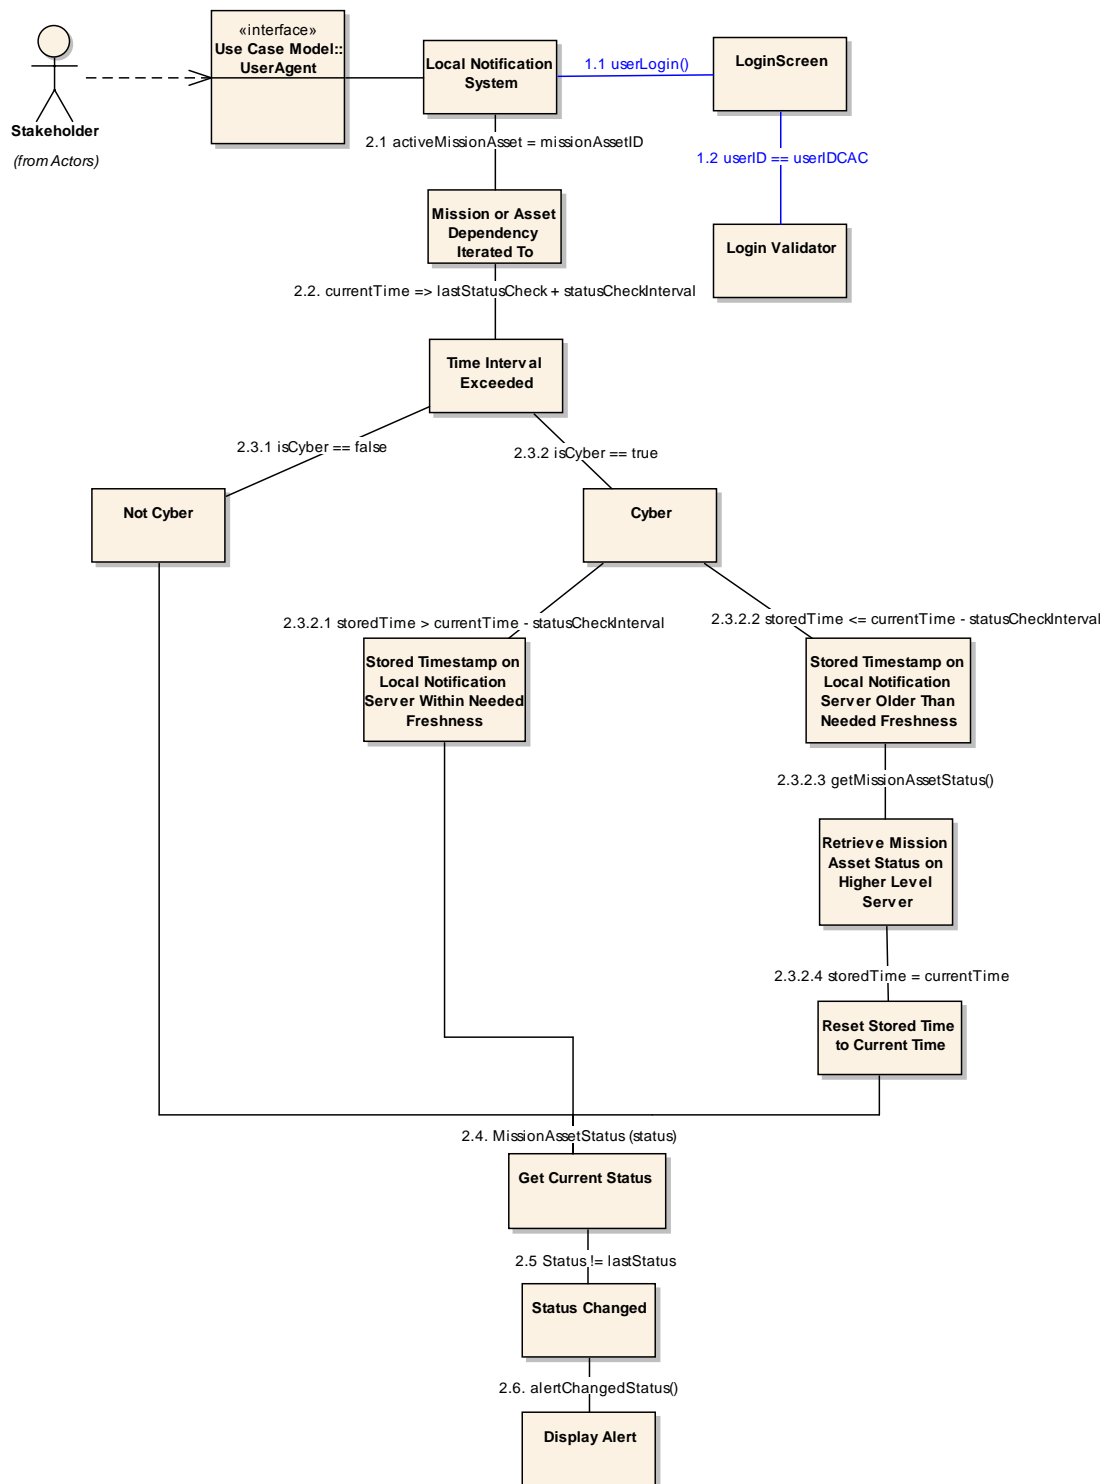 «interface»
Use Case Model::
UserAgent
Local Notification
System
1.1 userLogin()
LoginScreen
Stakeholder
(from Actors)
2.1 activeMissionAsset = missionAssetID
1.2 userID == userIDCAC
Mission or Asset
Dependency
Iterated To
Login Validator
2.2. currentTime => lastStatusCheck + statusCheckInterval
Time Interval
Exceeded
2.3.1 isCyber == false
2.3.2 isCyber == true
Not Cyber
Cyber
2.3.2.1 storedTime > currentTime - statusCheckInterval
2.3.2.2 storedTime <= currentTime - statusCheckInterval
Stored Timestamp on
Local Notification
Server Within Needed
Freshness
Stored Timestamp on
Local Notification
Server Older Than
Needed Freshness
2.3.2.3 getMissionAssetStatus()
Retrieve Mission
Asset Status on
Higher Level
Server
2.3.2.4 storedTime = currentTime
Reset Stored Time
to Current Time
2.4. MissionAssetStatus (status)
Get Current Status
2.5 Status != lastStatus
Status Changed
2.6. alertChangedStatus()
Display Alert